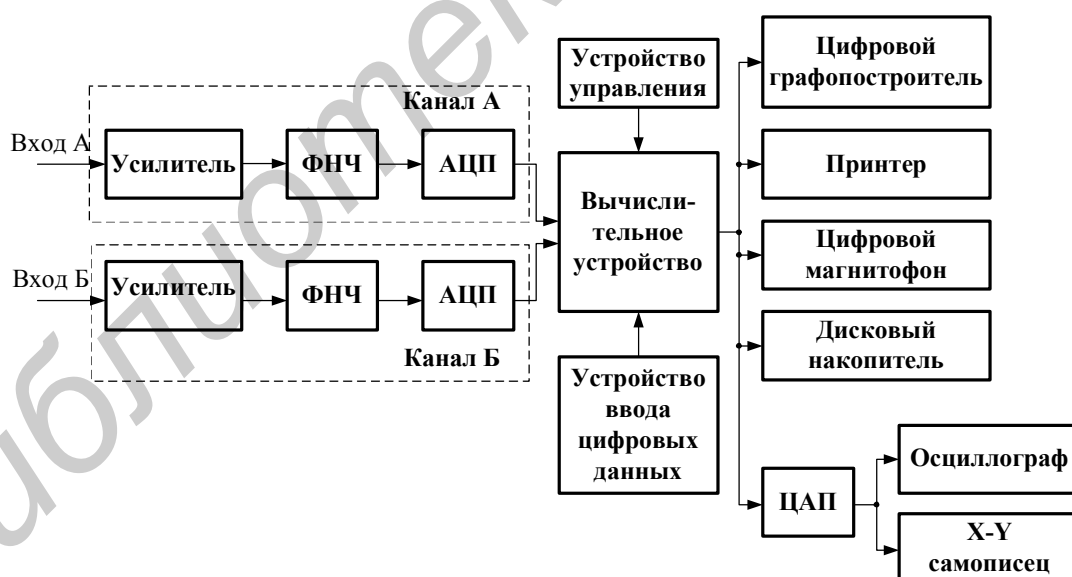 Устройство
управления
Цифровой
графопостроитель
Канал А
Вход А
Усилитель
ФНЧ
АЦП
Принтер
Вычисли-
тельное
устройство
Цифровой
магнитофон
Вход Б
Усилитель
ФНЧ
АЦП
Канал Б
Дисковый
накопитель
Устройство
ввода
цифровых
данных
ЦАП
Осциллограф
X-Y
самописец